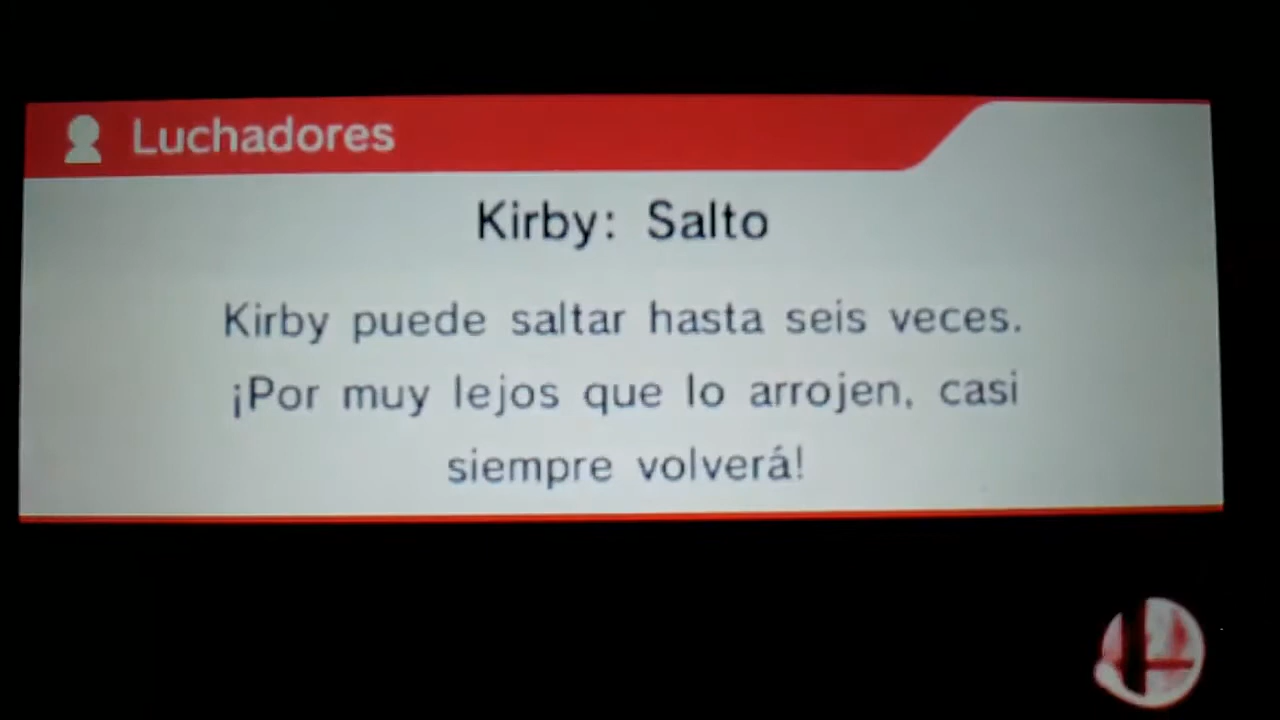 Luchadores
Kirby: Salto
Kirby puede saltar hasta seis veces.
¡Por muy lejos que lo arrojen, casi
siempre volverá!